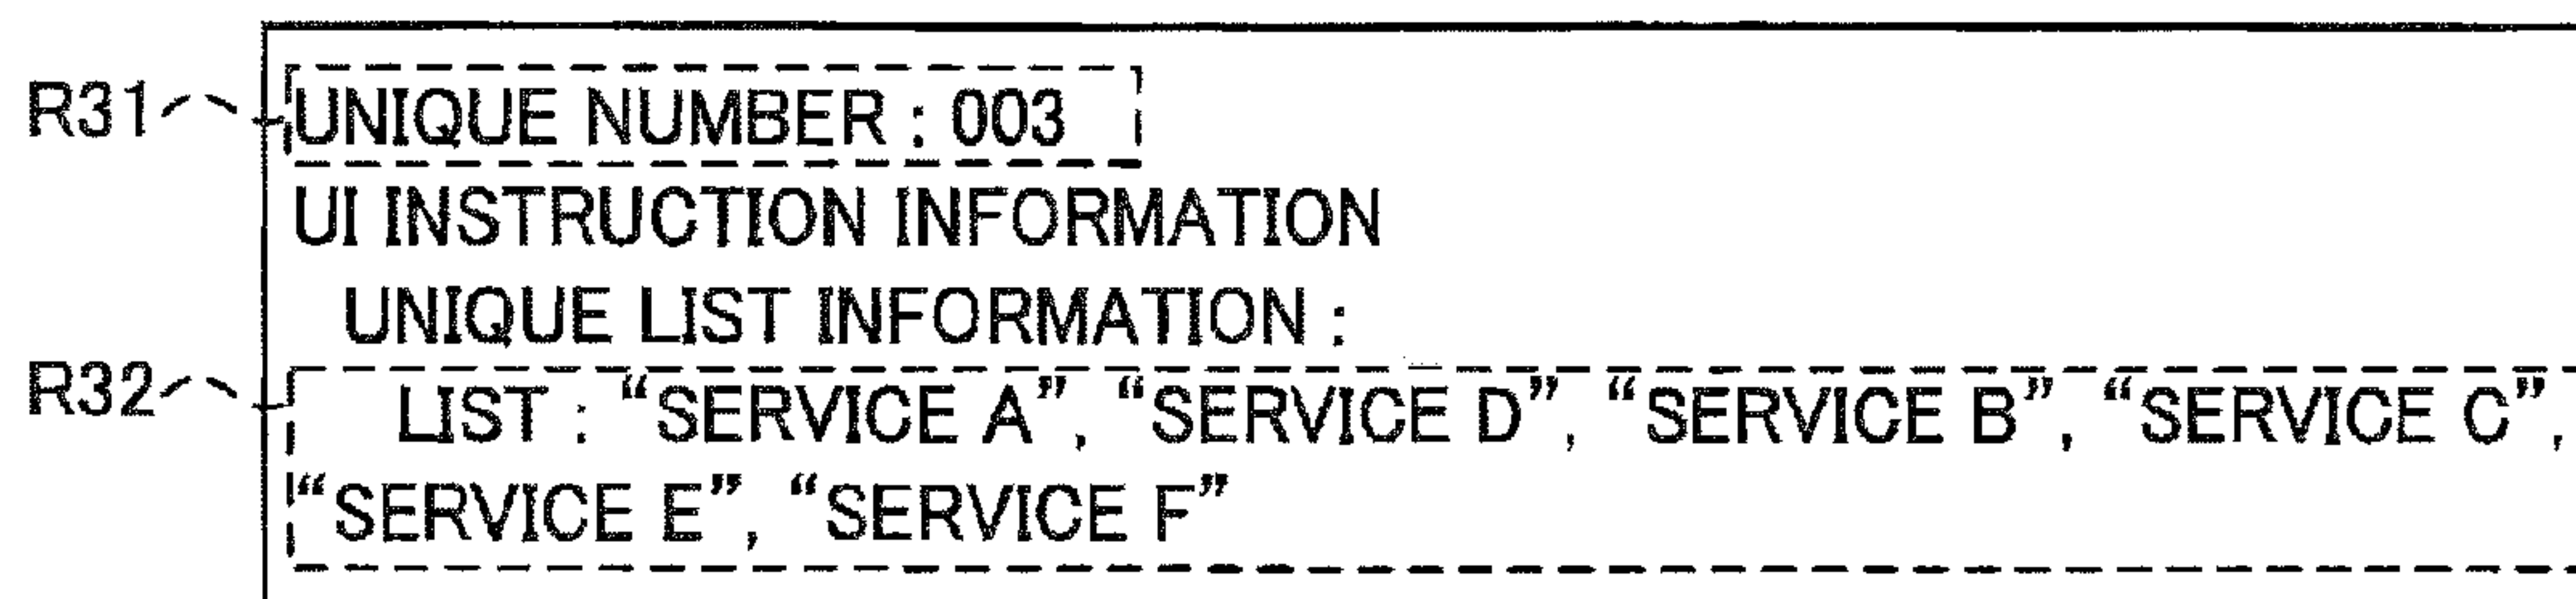 R31 UNIQUE NUMBER : 003
UI INSTRUCTION INFORMATION
UNIQUE LIST INFORMATION :
R32 LIST : “SERVICE A”, “SERVICE D”, “SERVICE B”, “SERVICE C”,
“SERVICE E”, “SERVICE F”